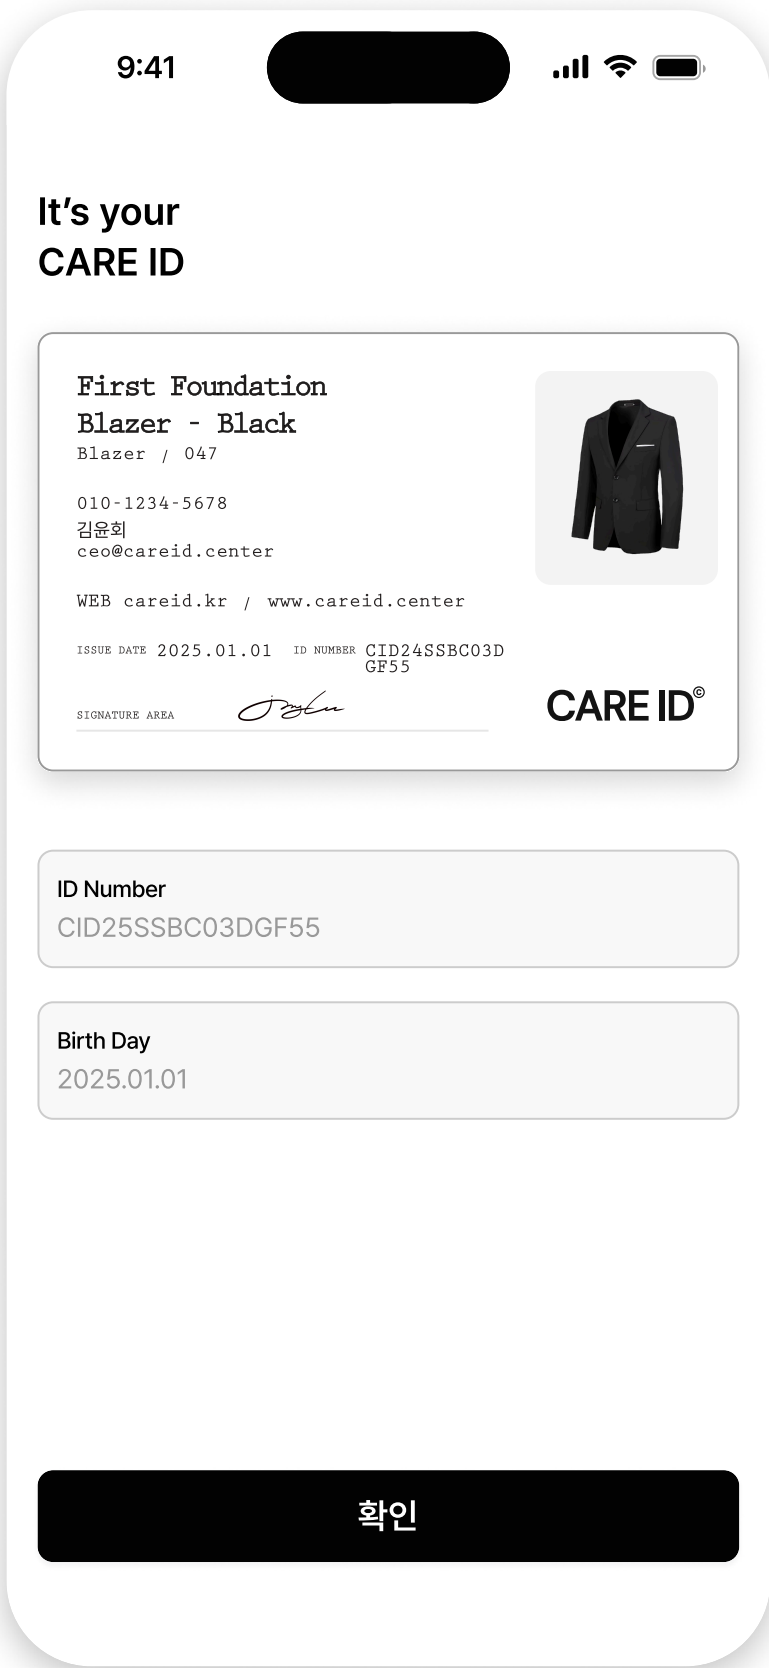 9:41
It's your
CARE ID
First Foundation
Blazer - Black
Blazer / 047
010-1234-5678
김윤회
ceo@careid.center
WEB careid.kr / www.careid.center
ISSUE DATE 2025.01.01 ID NUMBER CID24SSBC03D
GF55
SIGNATURE AREA
CARE ID©
ID Number
CID25SSBC03DGF55
Birth Day
2025.01.01
확인